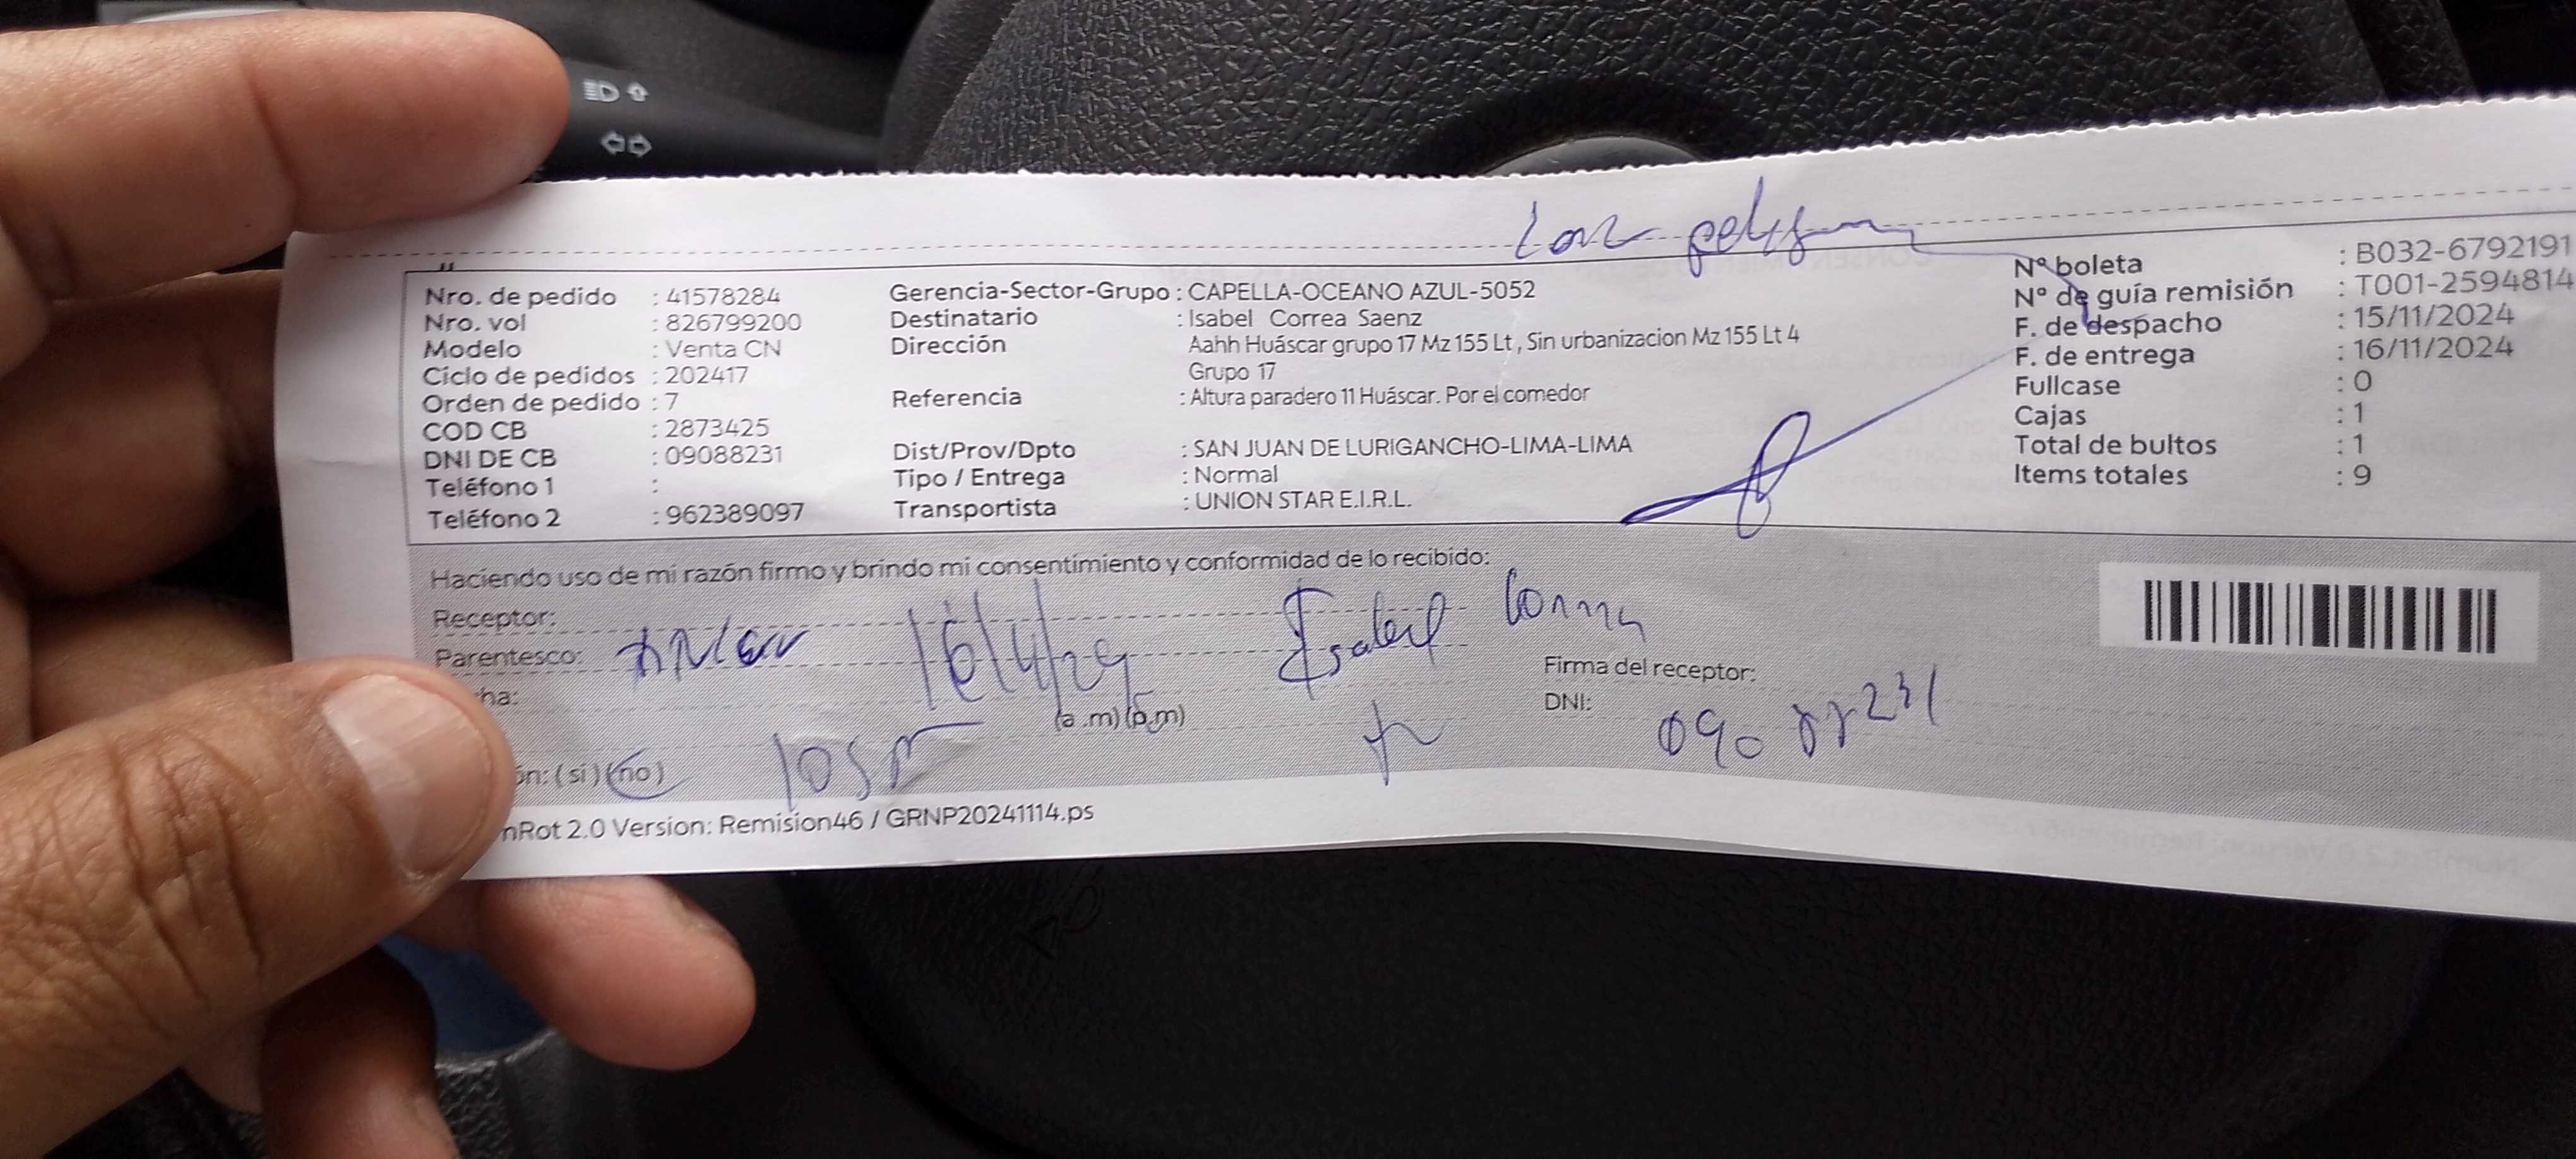 Nro. de pedido : 41578284
Nro. vol : 826799200
Modelo : Venta CN
Ciclo de pedidos : 202417
Orden de pedido : 7
COD CB : 2873425
DNI DE CB : 09088231
Teléfono 1 :
Teléfono 2 : 962389097
Gerencia-Sector-Grupo : CAPELLA-OCEANO AZUL-5052
Destinatario : Isabel Correa Saenz
Dirección Aahh Huáscar grupo 17 Mz 155 Lt , Sin urbanizacion Mz 155 Lt 4
Grupo 17
Referencia : Altura paradero 11 Huáscar. Por el comedor
Dist/Prov/Dpto : SAN JUAN DE LURIGANCHO-LIMA-LIMA
Tipo / Entrega : Normal
Transportista : UNION STAR E.I.R.L.
N° boleta : B032-6792191
N° de guía remisión : T001-2594814
F. de despacho : 15/11/2024
F. de entrega : 16/11/2024
Fullcase : 0
Cajas : 1
Total de bultos : 1
Items totales : 9
Haciendo uso de mi razón firmo y brindo mi consentimiento y conformidad de lo recibido:
Receptor:
Parentesco:
Isabel
ha:
(a.m) (p.m)
Firma del receptor:
DNI: 09088231
ón: ( si ) ( no )
nRot 2.0 Version: Remision46 / GRNP20241114.ps